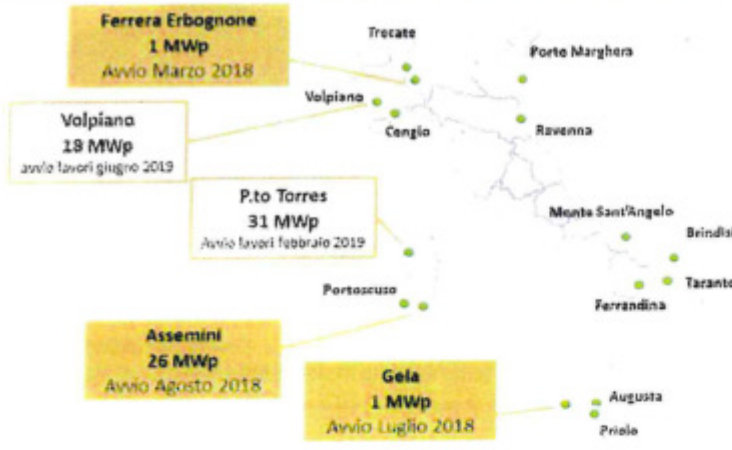 Ferrera Erbognone
1 MWp
Avvio Marzo 2018
Trecate
Porto Marghera
Volpiano
Cengio
Ravenna
Volpiano
18 MWp
avvio lavori giugno 2019
P.to Torres
31 MWp
Avvio lavori febbraio 2019
Monte Sant'Angelo
Brindisi
Taranto
Ferrandina
Portoscuso
Assemini
26 MWp
Avvio Agosto 2018
Gela
1 MWp
Avvio Luglio 2018
Augusta
Priolo